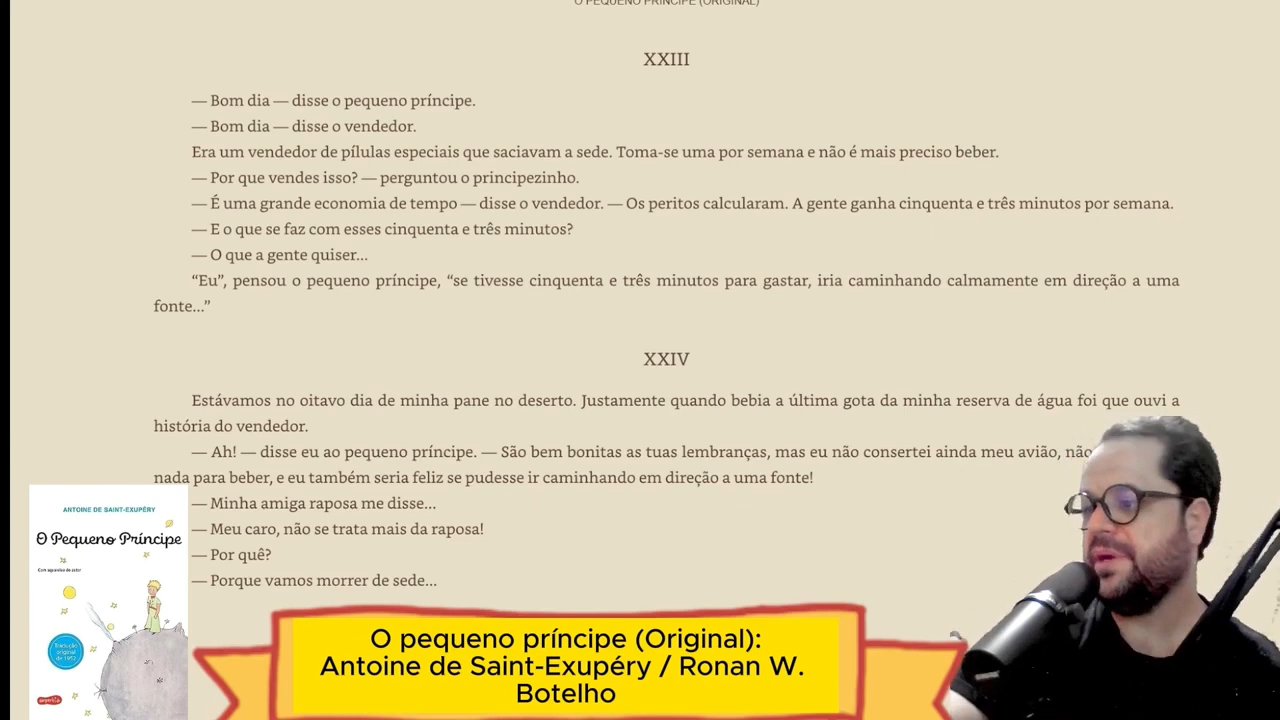 O PEQUENO PRÍNCIPE (ORIGINAL)
XXIII
— Bom dia — disse o pequeno príncipe.
— Bom dia — disse o vendedor.
Era um vendedor de pílulas especiais que saciavam a sede. Toma-se uma por semana e não é mais preciso beber.
— Por que vendes isso? — perguntou o principezinho.
— É uma grande economia de tempo — disse o vendedor. — Os peritos calcularam. A gente ganha cinquenta e três minutos por semana.
— E o que se faz com esses cinquenta e três minutos?
— O que a gente quiser...
“Eu”, pensou o pequeno príncipe, “se tivesse cinquenta e três minutos para gastar, iria caminhando calmamente em direção a uma
fonte...”
XXIV
Estávamos no oitavo dia de minha pane no deserto. Justamente quando bebia a última gota da minha reserva de água foi que ouvi a
história do vendedor.
— Ah! — disse eu ao pequeno príncipe. — São bem bonitas as tuas lembranças, mas eu não consertei ainda meu avião, não
nada para beber, e eu também seria feliz se pudesse ir caminhando em direção a uma fonte!
— Minha amiga raposa me disse...
— Meu caro, não se trata mais da raposa!
— Por quê?
— Porque vamos morrer de sede...
ANTOINE DE SAINT-EXUPÉRY
O Pequeno Príncipe
Com aquarelas do autor
Tradução
original
de 1952
O pequeno príncipe (Original):
Antoine de Saint-Exupéry / Ronan W.
Botelho